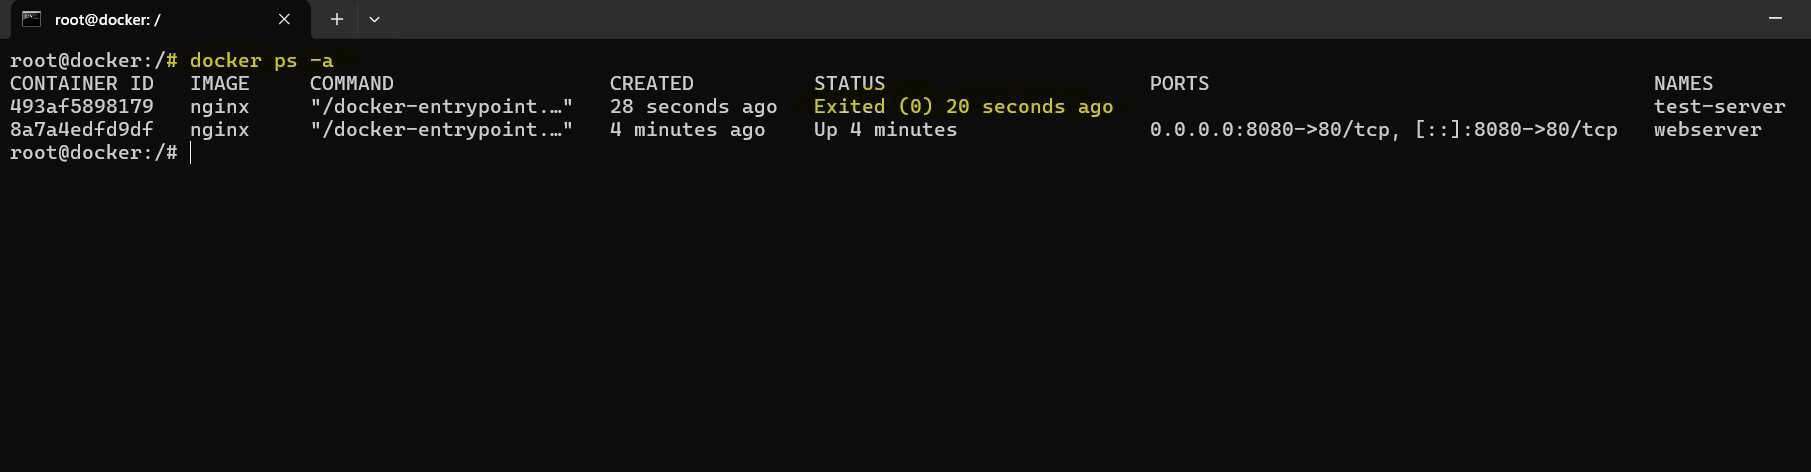 root@docker: /
root@docker:/# docker ps -a
CONTAINER ID   IMAGE     COMMAND                  CREATED          STATUS                      PORTS                                     NAMES
493af5898179   nginx     "/docker-entrypoint.…"   28 seconds ago   Exited (0) 20 seconds ago                                             test-server
8a7a4edfd9df   nginx     "/docker-entrypoint.…"   4 minutes ago    Up 4 minutes                0.0.0.0:8080->80/tcp, [::]:8080->80/tcp   webserver
root@docker:/#